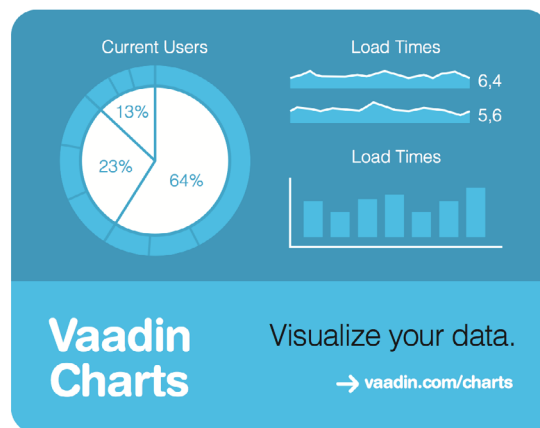 Current Users
13%
23%
64%
Load Times
6,4
5,6
Load Times
Vaadin
Charts
Visualize your data.
→ vaadin.com/charts